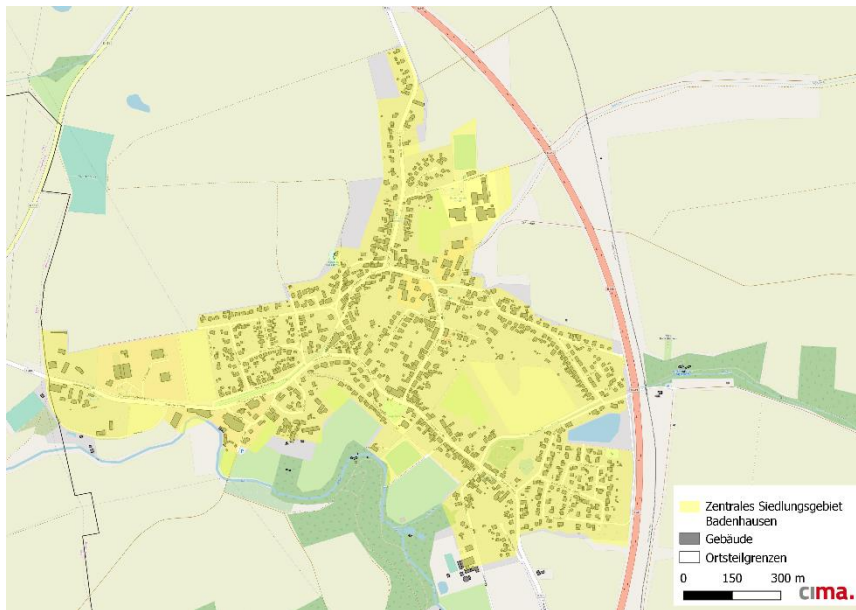 Zentrales Siedlungsgebiet
Badenhausen
Gebäude
Ortsteilgrenzen
0 150 300 m
cima.